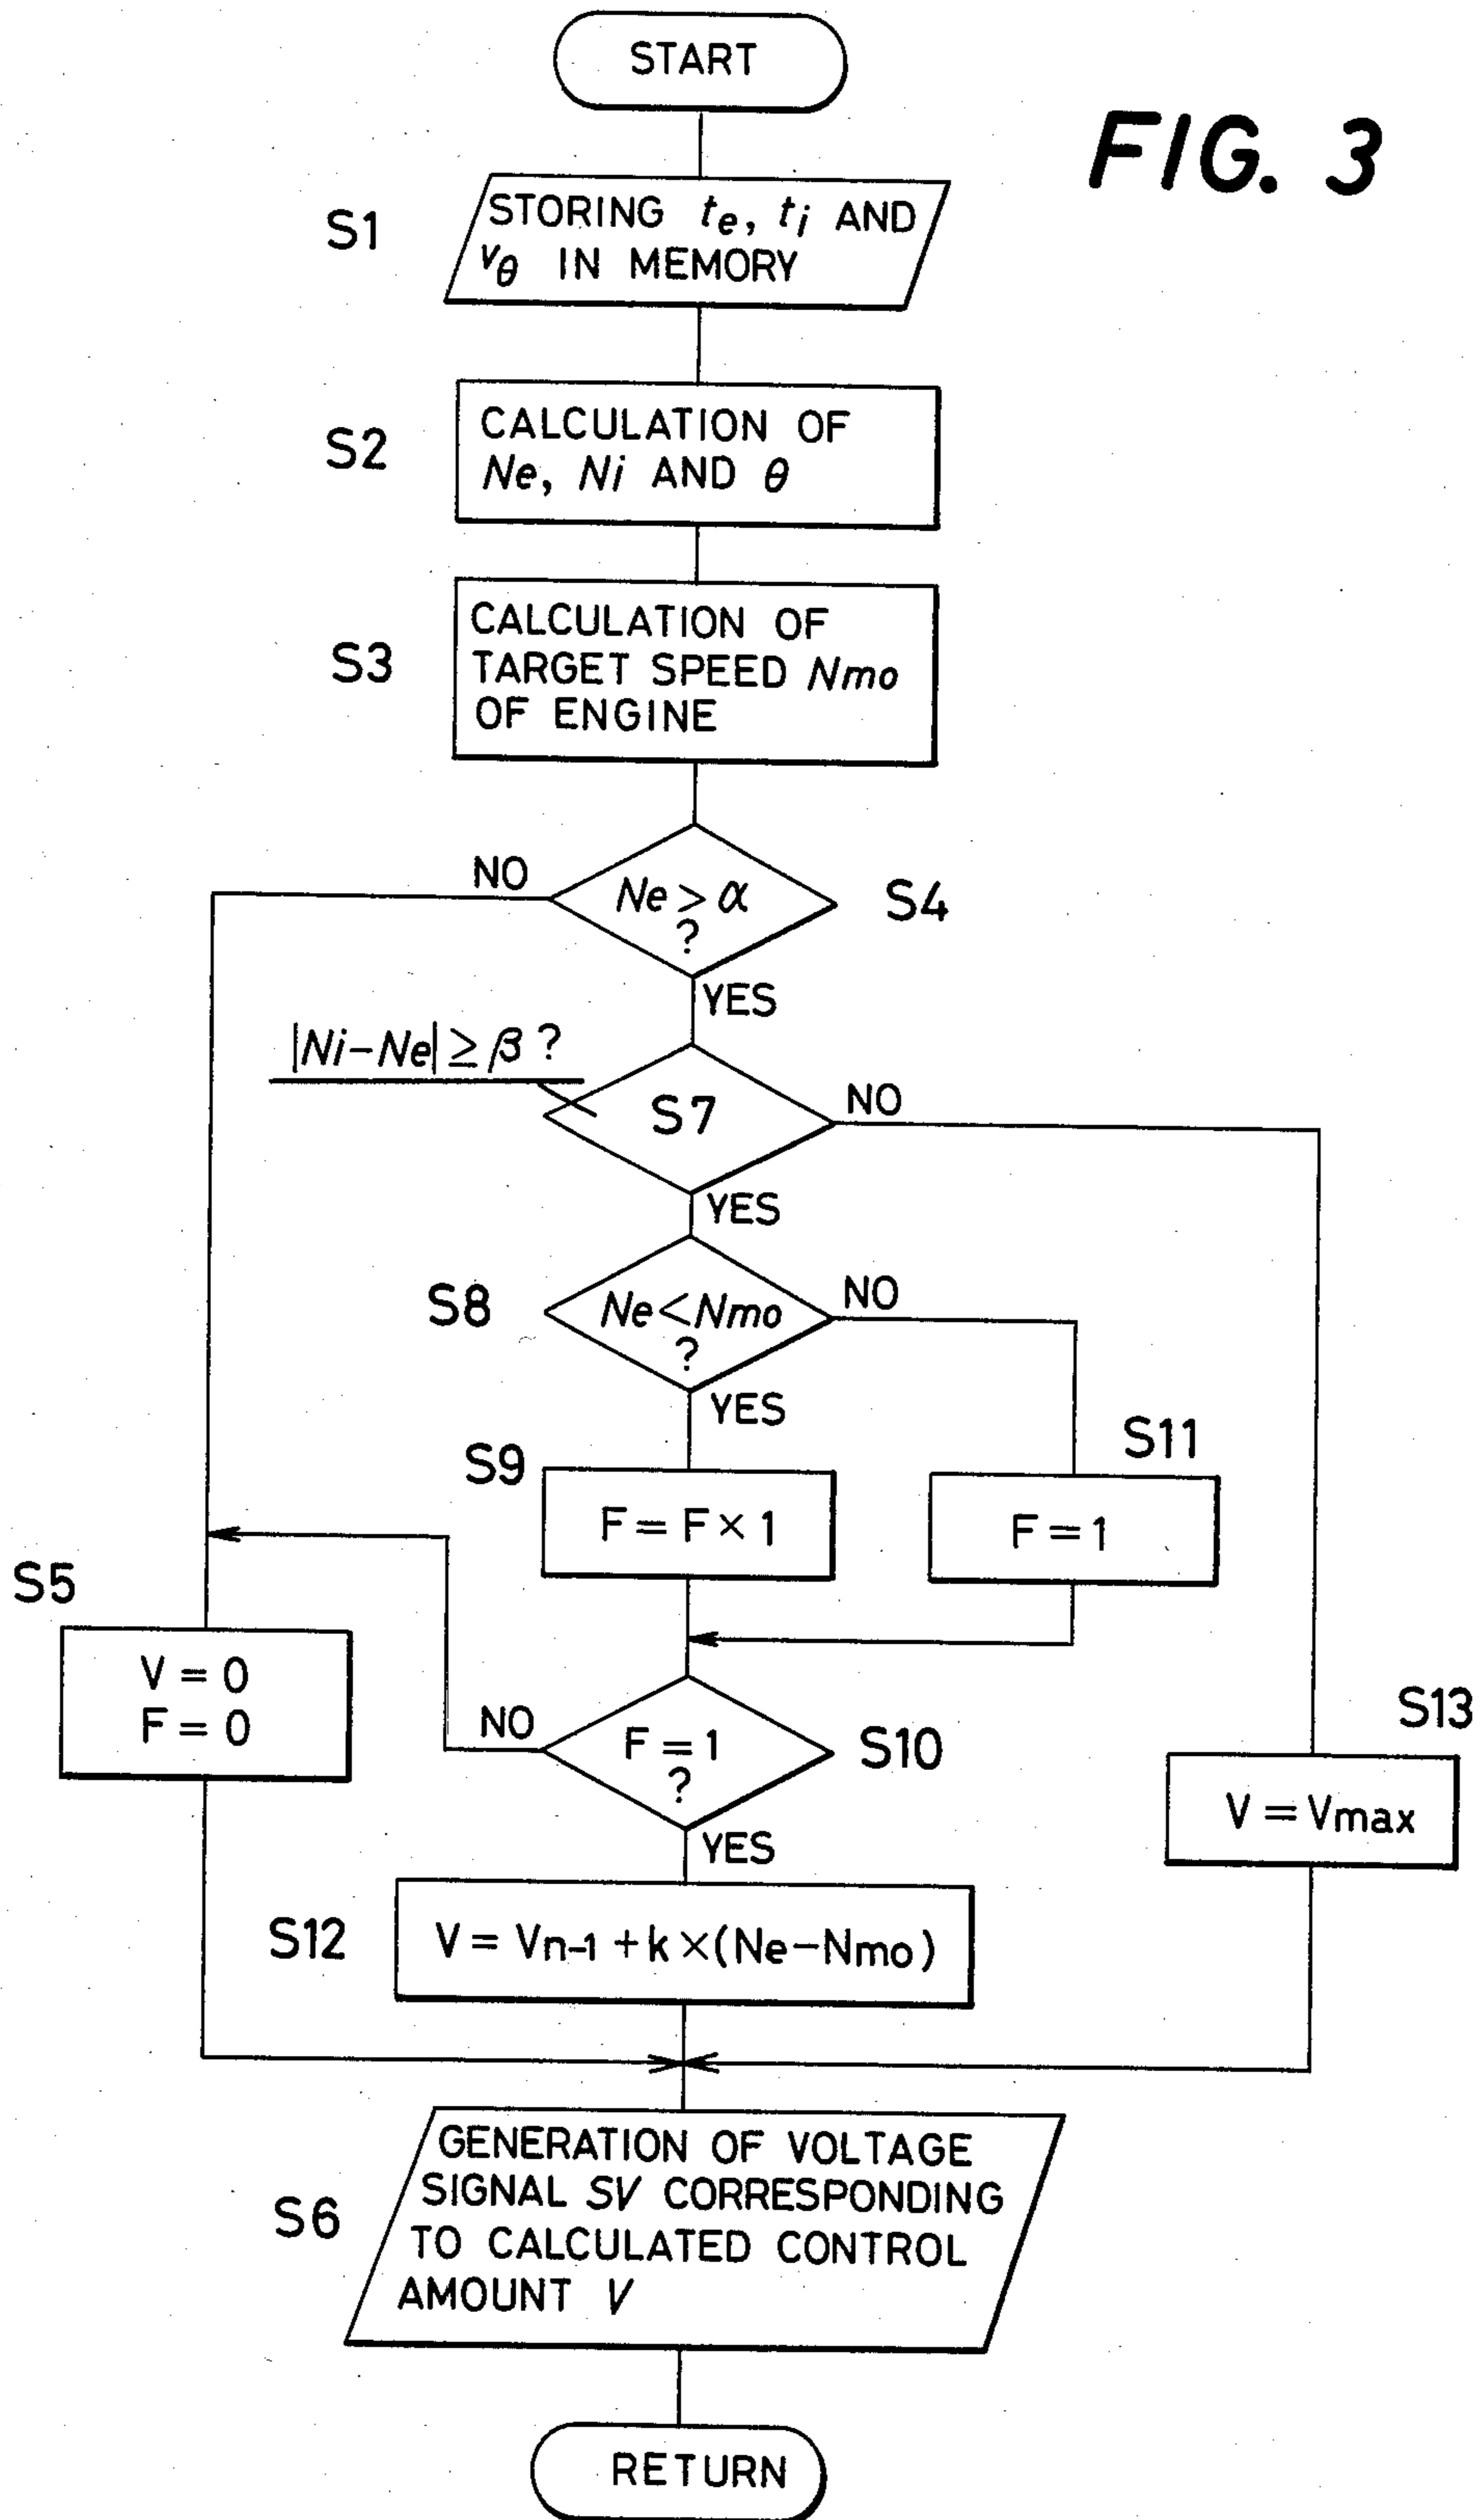 START
FIG. 3
S1
STORING te, ti AND
vθ IN MEMORY
S2
CALCULATION OF
Ne, Ni AND θ
S3
CALCULATION OF
TARGET SPEED Nmo
OF ENGINE
NO
Ne > α
?
S4
YES
|Ni-Ne| ≥ β ?
S7
NO
YES
S8
Ne < Nmo
?
NO
YES
S9
F = F × 1
S11
F = 1
S5
V = 0
F = 0
NO
F = 1
?
S10
YES
S13
V = Vmax
S12
V = Vn-1 + k × (Ne - Nmo)
S6
GENERATION OF VOLTAGE
SIGNAL SV CORRESPONDING
TO CALCULATED CONTROL
AMOUNT V
RETURN